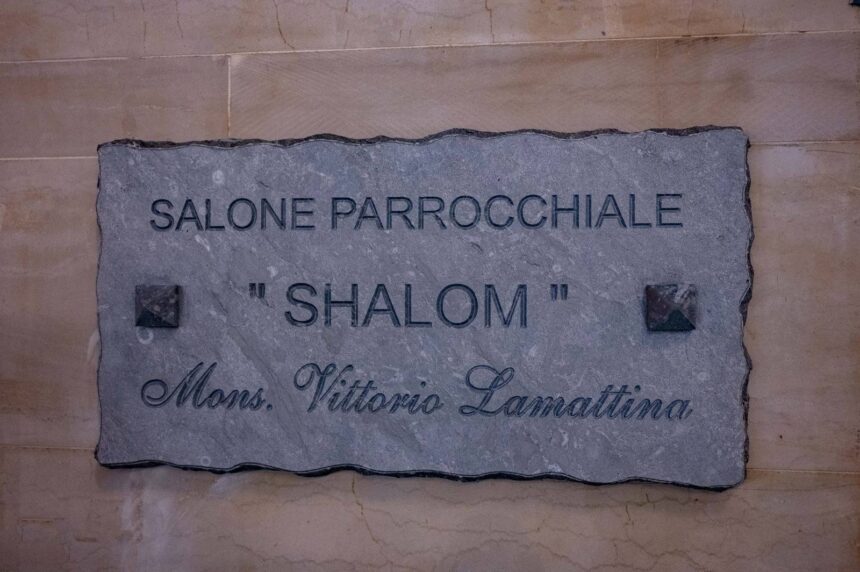 SALONE PARROCCHIALE
" SHALOM "
Mons. Vittorio Lamattina